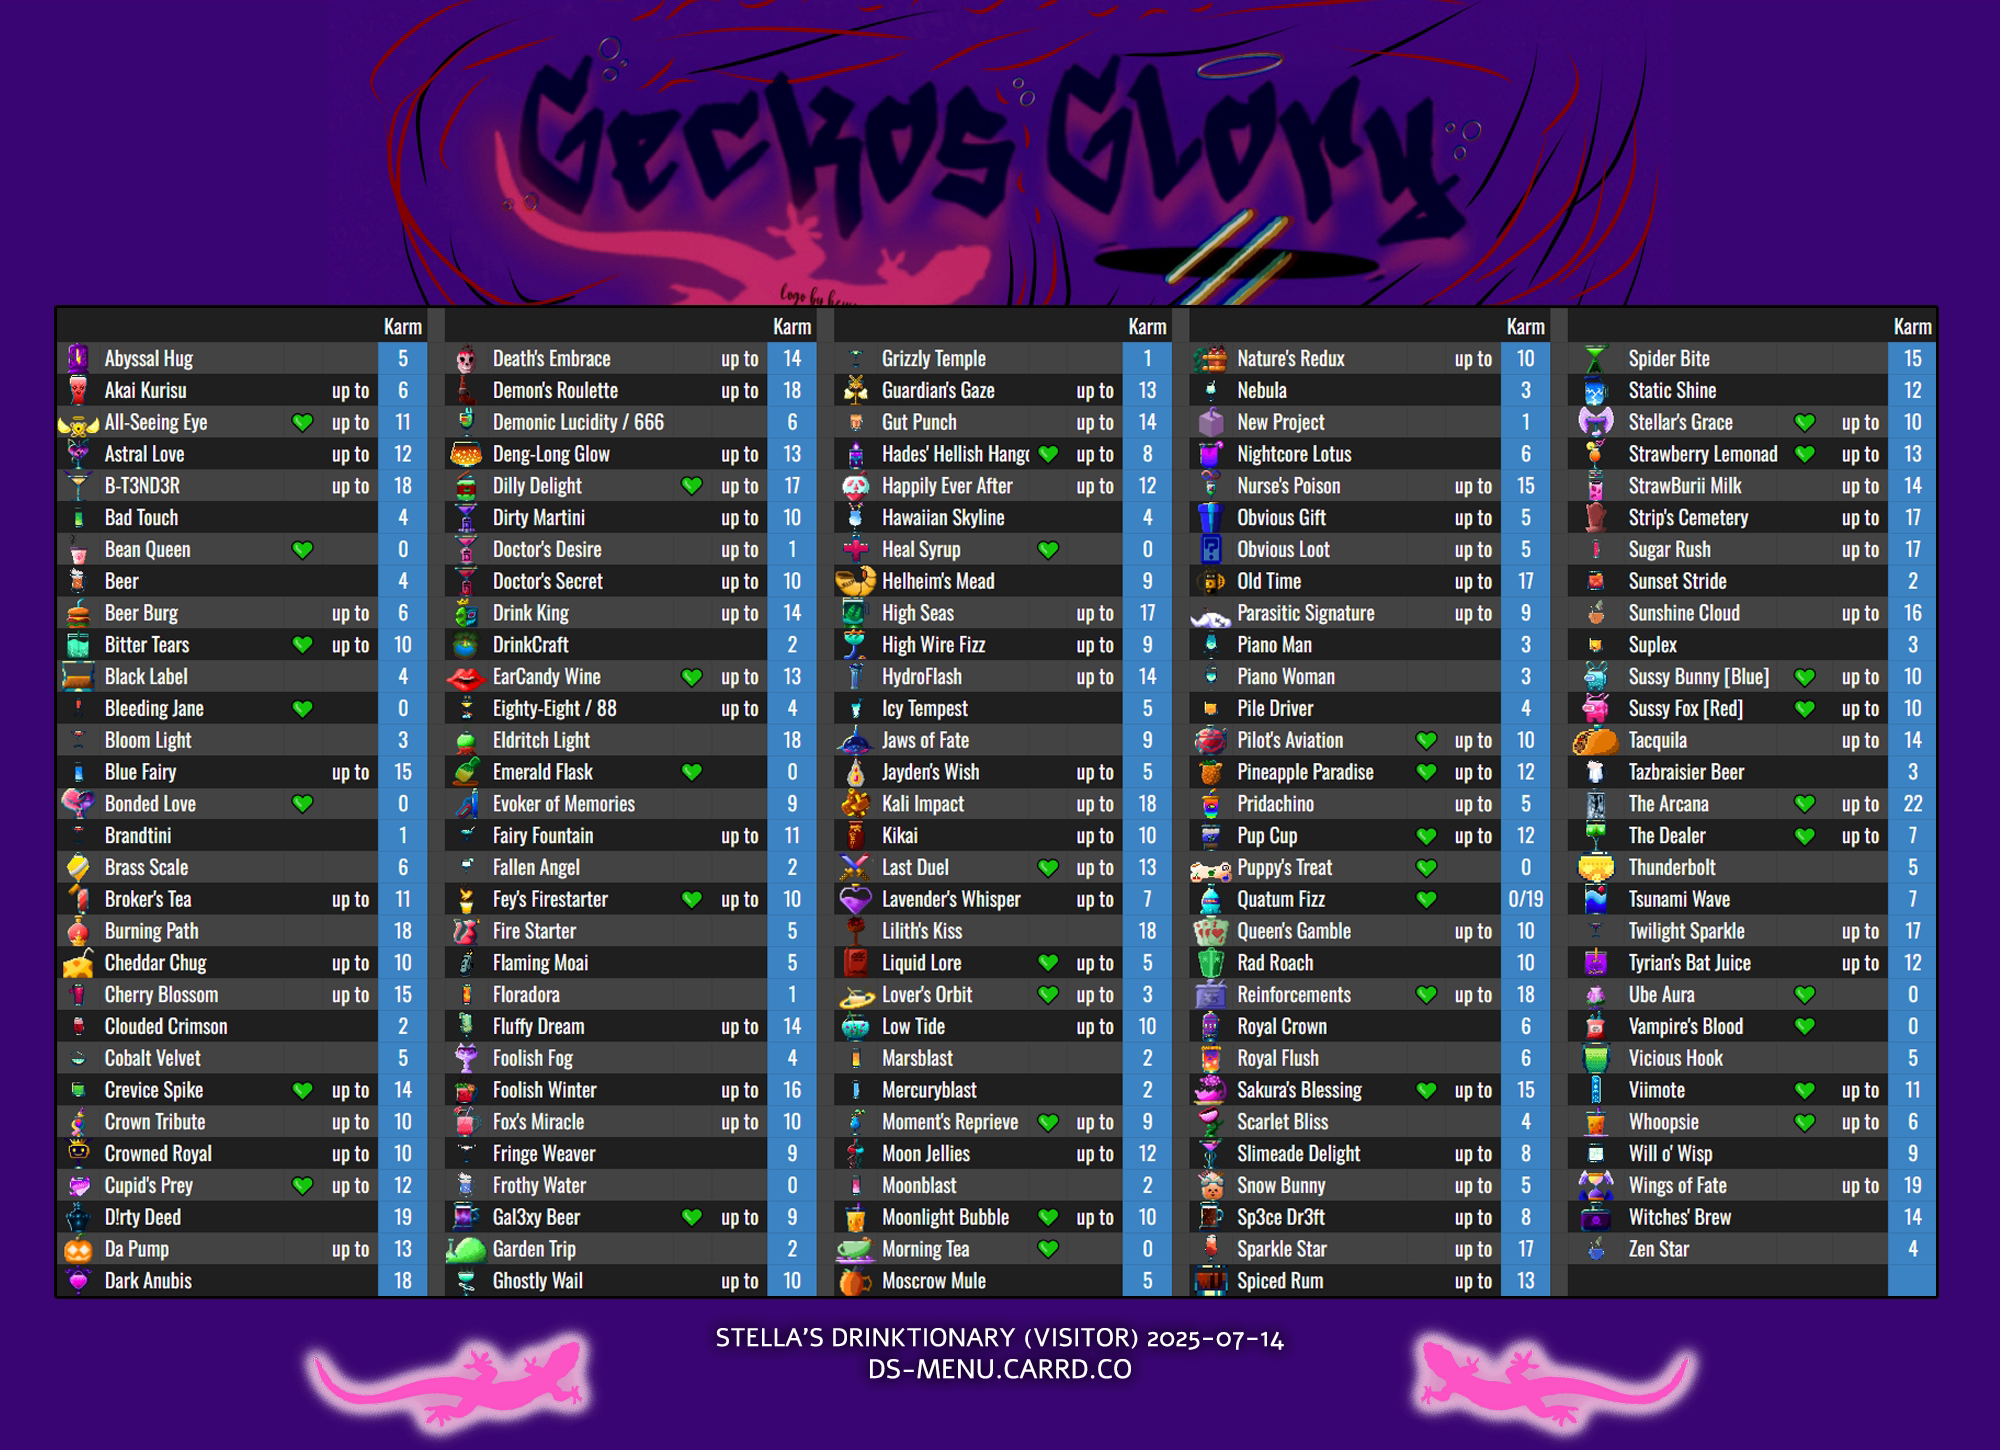 Geckos Glory
logo by
Karm
Abyssal Hug 5
Akai Kurisu up to 6
All-Seeing Eye up to 11
Astral Love up to 12
B-T3ND3R up to 18
Bad Touch 4
Bean Queen 0
Beer 4
Beer Burg up to 6
Bitter Tears up to 10
Black Label 4
Bleeding Jane 0
Bloom Light 3
Blue Fairy up to 15
Bonded Love 0
Brandtini 1
Brass Scale 6
Broker's Tea up to 11
Burning Path 18
Cheddar Chug up to 10
Cherry Blossom up to 15
Clouded Crimson 2
Cobalt Velvet 5
Crevice Spike up to 14
Crown Tribute up to 10
Crowned Royal up to 10
Cupid's Prey up to 12
D!rty Deed 19
Da Pump up to 13
Dark Anubis 18
Karm
Death's Embrace up to 14
Demon's Roulette up to 18
Demonic Lucidity / 666 6
Deng-Long Glow up to 13
Dilly Delight up to 17
Dirty Martini up to 10
Doctor's Desire up to 1
Doctor's Secret up to 10
Drink King up to 14
DrinkCraft 2
EarCandy Wine up to 13
Eighty-Eight / 88 up to 4
Eldritch Light 18
Emerald Flask 0
Evoker of Memories 9
Fairy Fountain up to 11
Fallen Angel 2
Fey's Firestarter up to 10
Fire Starter 5
Flaming Moai 5
Floradora 1
Fluffy Dream up to 14
Foolish Fog 4
Foolish Winter up to 16
Fox's Miracle up to 10
Fringe Weaver 9
Frothy Water 0
Gal3xy Beer up to 9
Garden Trip 2
Ghostly Wail up to 10
Karm
Grizzly Temple 1
Guardian's Gaze up to 13
Gut Punch up to 14
Hades' Hellish Hang up to 8
Happily Ever After up to 12
Hawaiian Skyline 4
Heal Syrup 0
Helheim's Mead 9
High Seas up to 17
High Wire Fizz up to 9
HydroFlash up to 14
Icy Tempest 5
Jaws of Fate 9
Jayden's Wish up to 5
Kali Impact up to 18
Kikai up to 10
Last Duel up to 13
Lavender's Whisper up to 7
Lilith's Kiss 18
Liquid Lore up to 5
Lover's Orbit up to 3
Low Tide up to 10
Marsblast 2
Mercuryblast 2
Moment's Reprieve up to 9
Moon Jellies up to 12
Moonblast 2
Moonlight Bubble up to 10
Morning Tea 0
Moscrow Mule 5
Karm
Nature's Redux up to 10
Nebula 3
New Project 1
Nightcore Lotus 6
Nurse's Poison up to 15
Obvious Gift up to 5
Obvious Loot up to 5
Old Time up to 17
Parasitic Signature up to 9
Piano Man 3
Piano Woman 3
Pile Driver 4
Pilot's Aviation up to 10
Pineapple Paradise up to 12
Pridachino up to 5
Pup Cup up to 12
Puppy's Treat 0
Quatum Fizz 0/19
Queen's Gamble up to 10
Rad Roach 10
Reinforcements up to 18
Royal Crown 6
Royal Flush 6
Sakura's Blessing up to 15
Scarlet Bliss 4
Slimeade Delight up to 8
Snow Bunny up to 5
Sp3ce Dr3ft up to 8
Sparkle Star up to 17
Spiced Rum up to 13
Karm
Spider Bite 15
Static Shine 12
Stellar's Grace up to 10
Strawberry Lemonad up to 13
StrawBurii Milk up to 14
Strip's Cemetery up to 17
Sugar Rush up to 17
Sunset Stride 2
Sunshine Cloud up to 16
Suplex 3
Sussy Bunny [Blue] up to 10
Sussy Fox [Red] up to 10
Tacquila up to 14
Tazbraisier Beer 3
The Arcana up to 22
The Dealer up to 7
Thunderbolt 5
Tsunami Wave 7
Twilight Sparkle up to 17
Tyrian's Bat Juice up to 12
Ube Aura 0
Vampire's Blood 0
Vicious Hook 5
Viimote up to 11
Whoopsie up to 6
Will o' Wisp 9
Wings of Fate up to 19
Witches' Brew 14
Zen Star 4
STELLA'S DRINKTIONARY (VISITOR) 2025-07-14
DS-MENU.CARRD.CO